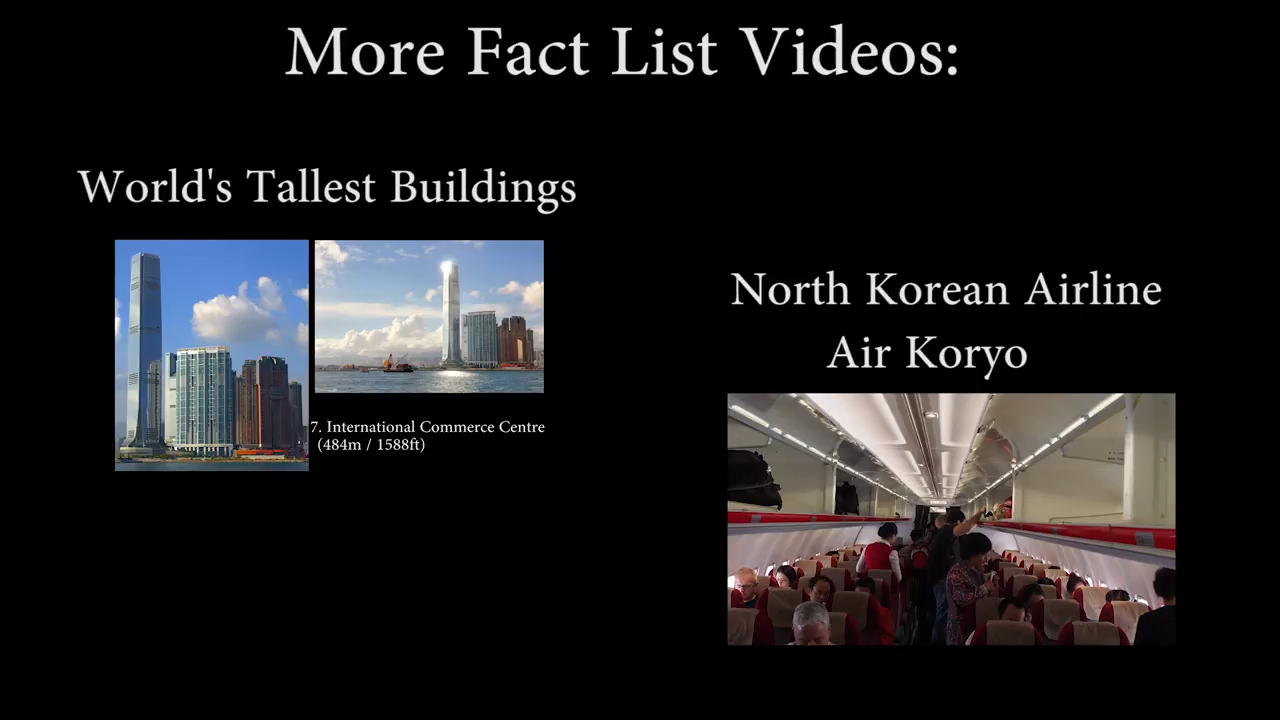 More Fact List Videos:
World's Tallest Buildings
7. International Commerce Centre
(484m / 1588ft)
North Korean Airline
Air Koryo